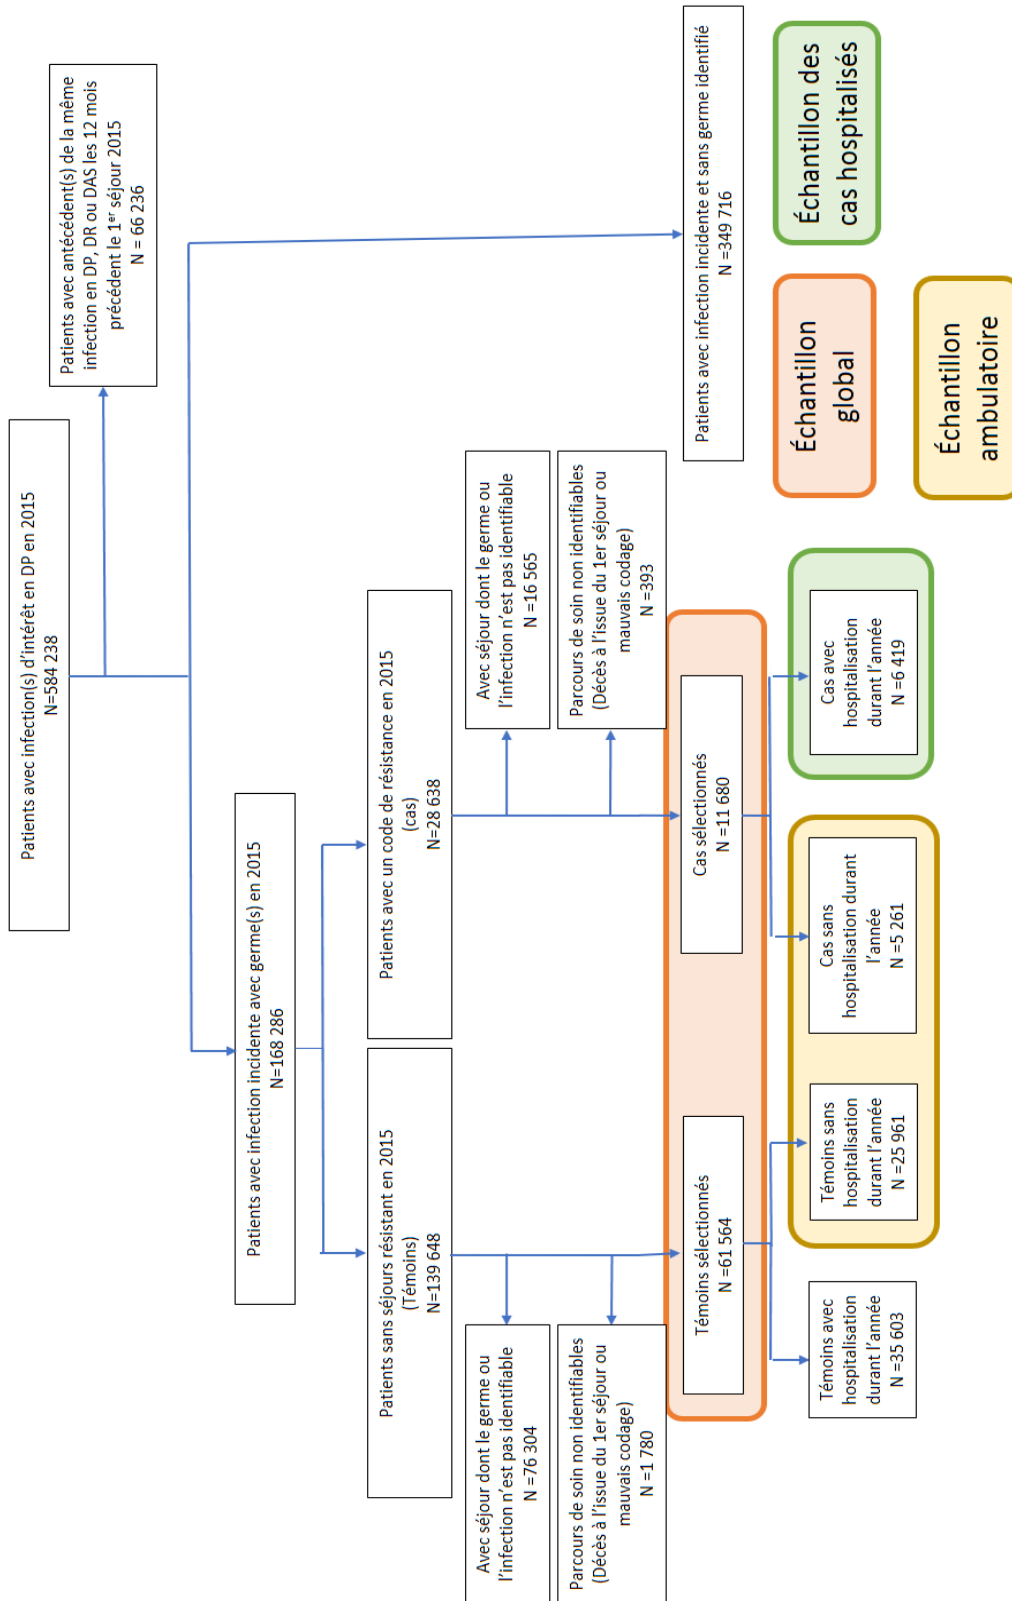 Patients avec infection(s) d'intérêt en DP en 2015
N=584 238
Patients avec antécédent(s) de la même
infection en DP, DR ou DAS les 12 mois
précédent le 1er séjour 2015
N = 66 236
Patients avec infection incidente avec germe(s) en 2015
N=168 286
Patients sans séjours résistant en 2015
(Témoins)
N=139 648
Patients avec un code de résistance en 2015
(cas)
N=28 638
Avec séjour dont le germe ou
l'infection n'est pas identifiable
N =76 304
Avec séjour dont le germe ou
l'infection n'est pas identifiable
N =16 565
Parcours de soin non identifiables
(Décès à l'issue du 1er séjour ou
mauvais codage)
N =1 780
Parcours de soin non identifiables
(Décès à l'issue du 1er séjour ou
mauvais codage)
N =393
Témoins sélectionnés
N =61 564
Cas sélectionnés
N =11 680
Patients avec infection incidente et sans germe identifié
N =349 716
Témoins avec
hospitalisation
durant l'année
N =35 603
Témoins sans
hospitalisation
durant l'année
N =25 961
Cas sans
hospitalisation durant
l'année
N =5 261
Cas avec
hospitalisation
durant l'année
N =6 419
Échantillon
global
Échantillon des
cas hospitalisés
Échantillon
ambulatoire